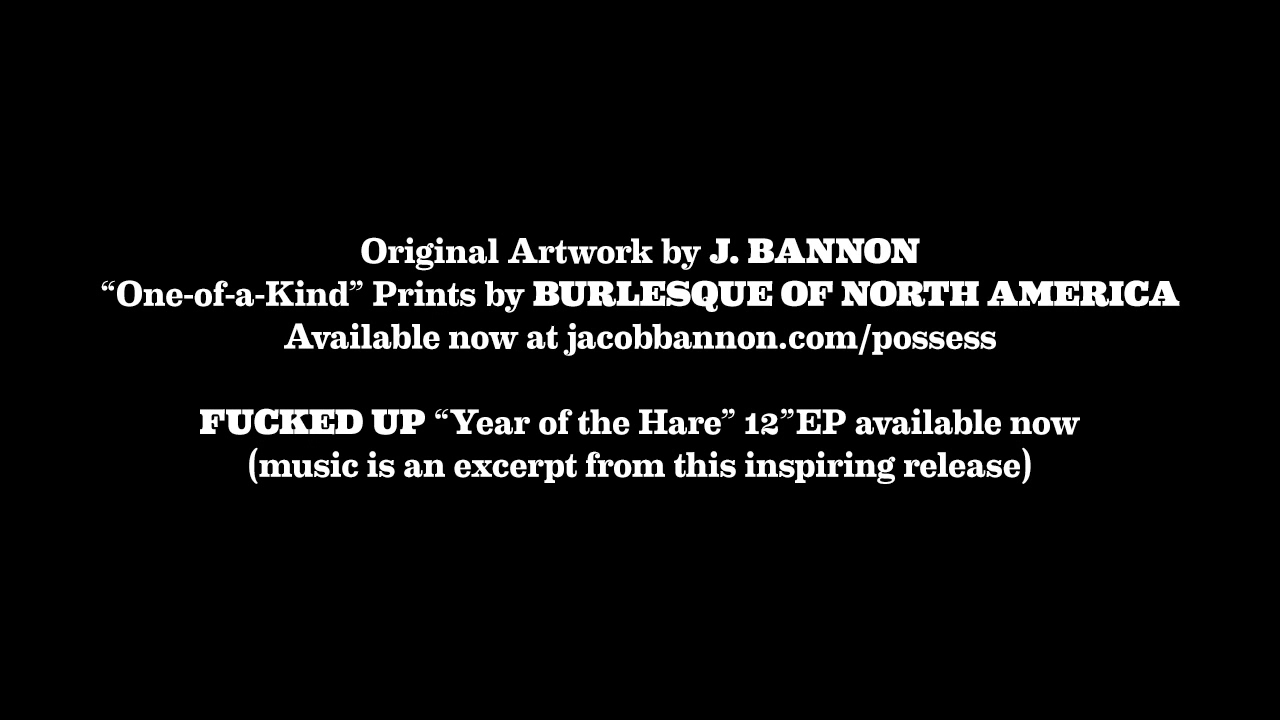 Original Artwork by J. BANNON
“One-of-a-Kind” Prints by BURLESQUE OF NORTH AMERICA
Available now at jacobbannon.com/possess
FUCKED UP “Year of the Hare” 12”EP available now
(music is an excerpt from this inspiring release)